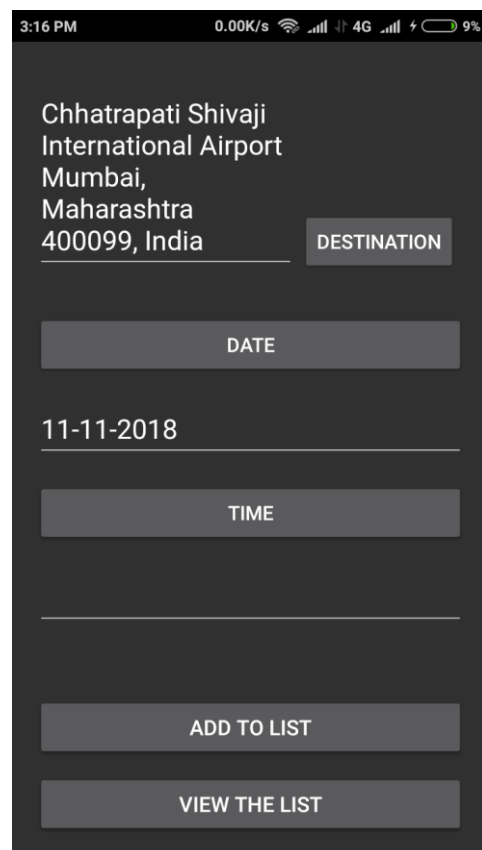 3:16 PM 0.00K/s 4G 9%
Chhatrapati Shivaji
International Airport
Mumbai,
Maharashtra
400099, India
DESTINATION
DATE
11-11-2018
TIME
ADD TO LIST
VIEW THE LIST